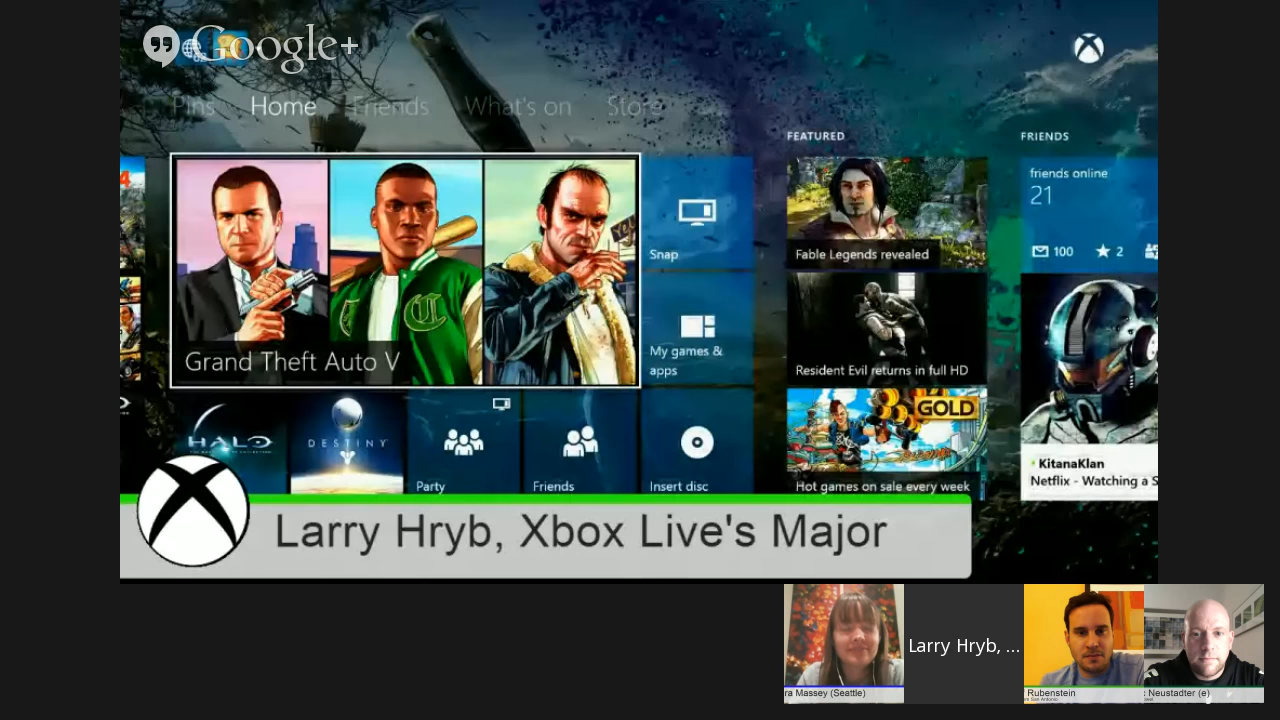 Google+
Pins Home Friends What's on Store
FEATURED
FRIENDS
friends online
21
100 2
Snap
Fable Legends revealed
My games &
apps
Grand Theft Auto V
Resident Evil returns in full HD
GOLD
HALO
DESTINY
Party
Friends
Insert disc
Hot games on sale every week
KitanaKlan
Netflix - Watching a S
Larry Hryb, Xbox Live's Major
Larry Hryb, ...
ra Massey (Seattle)
Rubenstein
Neustadter (e)